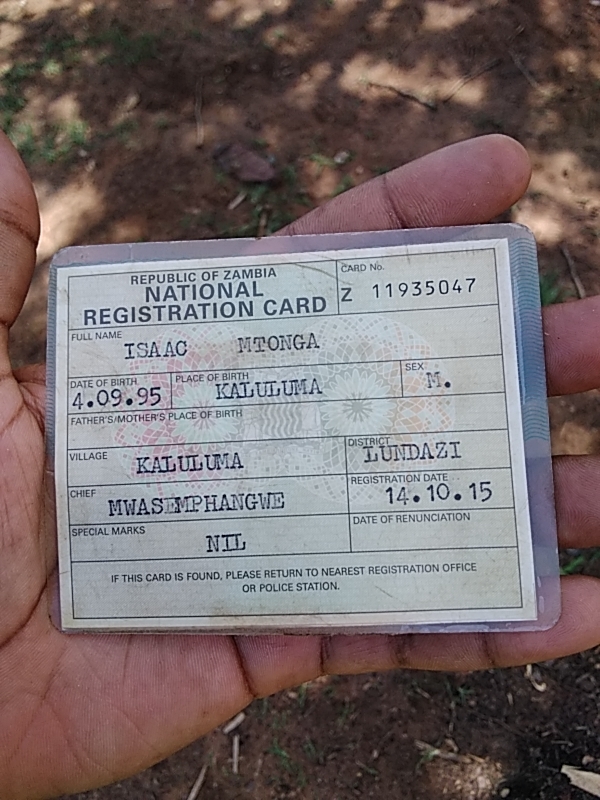 REPUBLIC OF ZAMBIA
NATIONAL
REGISTRATION CARD
CARD No.
Z 11935047
FULL NAME
ISAAC MTONGA
DATE OF BIRTH
4.09.95
PLACE OF BIRTH
KALULUMA
SEX
M.
FATHER'S/MOTHER'S PLACE OF BIRTH
VILLAGE
KALULUMA
DISTRICT
LUNDAZI
CHIEF
MWASEMPHANGWE
REGISTRATION DATE
14.10.15
SPECIAL MARKS
NIL
DATE OF RENUNCIATION
IF THIS CARD IS FOUND, PLEASE RETURN TO NEAREST REGISTRATION OFFICE
OR POLICE STATION.